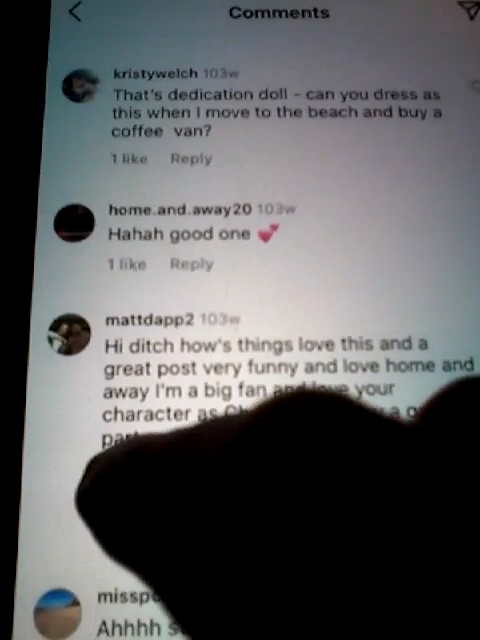 Comments
kristywelch 103w
That's dedication doll - can you dress as
this when I move to the beach and buy a
coffee van?
1 like Reply
home.and.away20 103w
Hahah good one 💕
1 like Reply
mattdapp2 103w
Hi ditch how's things love this and a
great post very funny and love home and
away I'm a big fan and love your
character as
Ahhhh